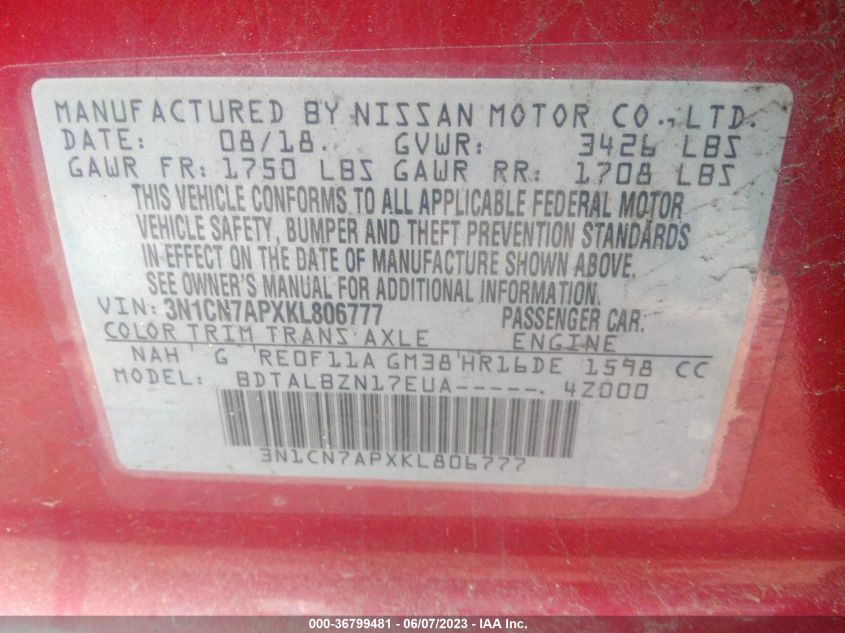 MANUFACTURED BY NISSAN MOTOR CO., LTD.
DATE: 08/18. GVWR: 3426 LBS
GAWR FR: 1750 LBS GAWR RR: 1708 LBS
THIS VEHICLE CONFORMS TO ALL APPLICABLE FEDERAL MOTOR
VEHICLE SAFETY, BUMPER AND THEFT PREVENTION STANDARDS
IN EFFECT ON THE DATE OF MANUFACTURE SHOWN ABOVE.
SEE OWNER'S MANUAL FOR ADDITIONAL INFORMATION.
VIN: 3N1CN7APXKL806777 PASSENGER CAR.
COLOR TRIM TRANS AXLE ENGINE
NAH G RE0F11A GM38 HR16DE 1598 CC
MODEL: BDTALBZN17EUA-----. 4Z000
3N1CN7APXKL806777
000-36799481 - 06/07/2023 - IAA Inc.